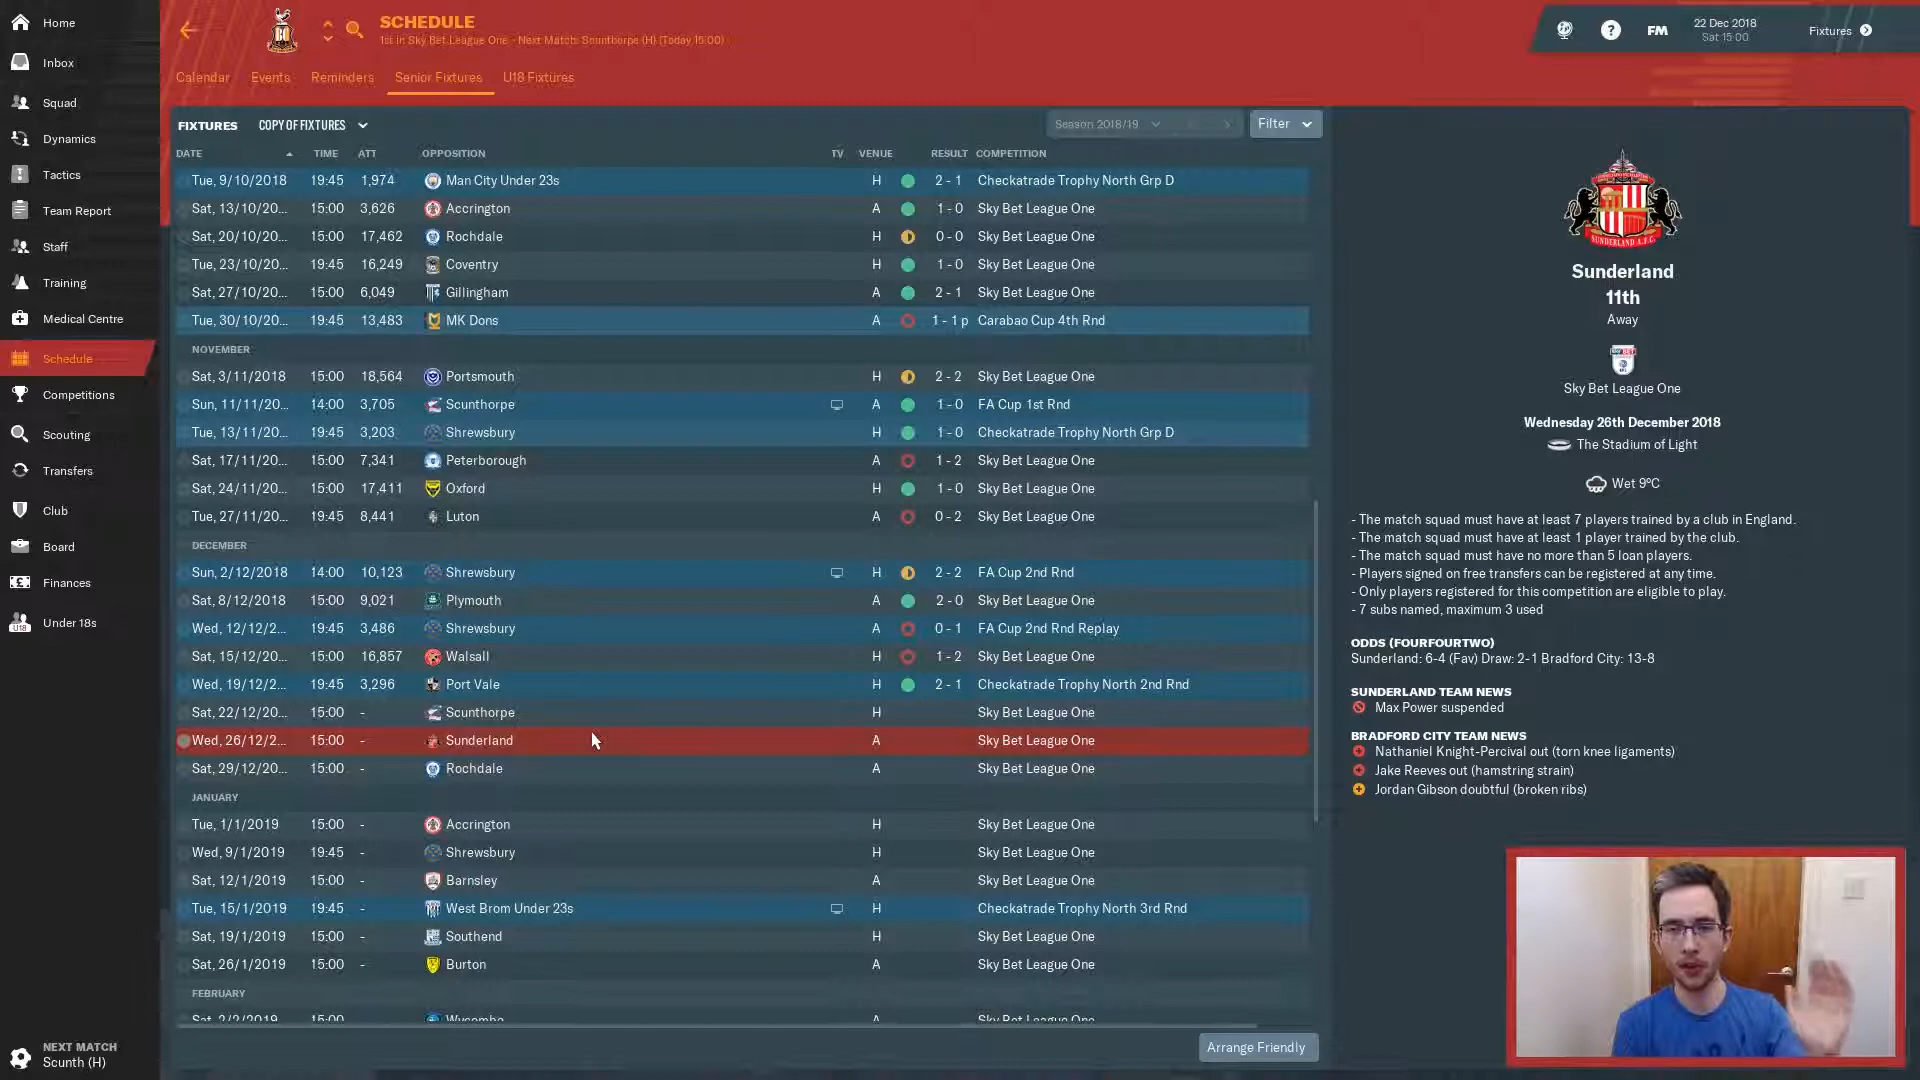 Home
Inbox
Squad
Dynamics
Tactics
Team Report
Staff
Training
Medical Centre
Schedule
Competitions
Scouting
Transfers
Club
Board
Finances
Under 18s
NEXT MATCH
Scunth (H)
SCHEDULE
1st in Sky Bet League One - Next Match: Scunthorpe (H) (Today 15:00)
FM
22 Dec 2018
Sat 15:00
Fixtures
Calendar Events Reminders Senior Fixtures U18 Fixtures
FIXTURES COPY OF FIXTURES Season 2018/19 Filter
DATE TIME ATT OPPOSITION TV VENUE RESULT COMPETITION
Tue, 9/10/2018 19:45 1,974 Man City Under 23s H 2 - 1 Checkatrade Trophy North Grp D
Sat, 13/10/20... 15:00 3,626 Accrington A 1 - 0 Sky Bet League One
Sat, 20/10/20... 15:00 17,462 Rochdale H 0 - 0 Sky Bet League One
Tue, 23/10/20... 19:45 16,249 Coventry H 1 - 0 Sky Bet League One
Sat, 27/10/20... 15:00 6,049 Gillingham A 2 - 1 Sky Bet League One
Tue, 30/10/20... 19:45 13,483 MK Dons A 1 - 1 p Carabao Cup 4th Rnd
NOVEMBER
Sat, 3/11/2018 15:00 18,564 Portsmouth H 2 - 2 Sky Bet League One
Sun, 11/11/20... 14:00 3,705 Scunthorpe A 1 - 0 FA Cup 1st Rnd
Tue, 13/11/20... 19:45 3,203 Shrewsbury H 1 - 0 Checkatrade Trophy North Grp D
Sat, 17/11/20... 15:00 7,341 Peterborough A 1 - 2 Sky Bet League One
Sat, 24/11/20... 15:00 17,411 Oxford H 1 - 0 Sky Bet League One
Tue, 27/11/20... 19:45 8,441 Luton A 0 - 2 Sky Bet League One
DECEMBER
Sun, 2/12/2018 14:00 10,123 Shrewsbury H 2 - 2 FA Cup 2nd Rnd
Sat, 8/12/2018 15:00 9,021 Plymouth A 2 - 0 Sky Bet League One
Wed, 12/12/2... 19:45 3,486 Shrewsbury A 0 - 1 FA Cup 2nd Rnd Replay
Sat, 15/12/20... 15:00 16,857 Walsall H 1 - 2 Sky Bet League One
Wed, 19/12/2... 19:45 3,296 Port Vale H 2 - 1 Checkatrade Trophy North 2nd Rnd
Sat, 22/12/20... 15:00 - Scunthorpe H Sky Bet League One
Wed, 26/12/2... 15:00 - Sunderland A Sky Bet League One
Sat, 29/12/20... 15:00 - Rochdale A Sky Bet League One
JANUARY
Tue, 1/1/2019 15:00 - Accrington H Sky Bet League One
Wed, 9/1/2019 19:45 - Shrewsbury H Sky Bet League One
Sat, 12/1/2019 15:00 - Barnsley A Sky Bet League One
Tue, 15/1/2019 19:45 - West Brom Under 23s H Checkatrade Trophy North 3rd Rnd
Sat, 19/1/2019 15:00 - Southend H Sky Bet League One
Sat, 26/1/2019 15:00 - Burton A Sky Bet League One
FEBRUARY
Sat, 2/2/2019 15:00 - Wycombe A Sky Bet League One
Arrange Friendly
SUNDERLAND A.F.C.
Sunderland
11th
Away
Sky Bet League One
Wednesday 26th December 2018
The Stadium of Light
Wet 9ºC
- The match squad must have at least 7 players trained by a club in England.
- The match squad must have at least 1 player trained by the club.
- The match squad must have no more than 5 loan players.
- Players signed on free transfers can be registered at any time.
- Only players registered for this competition are eligible to play.
- 7 subs named, maximum 3 used
ODDS (FOURFOURTWO)
Sunderland: 6-4 (Fav) Draw: 2-1 Bradford City: 13-8
SUNDERLAND TEAM NEWS
Max Power suspended
BRADFORD CITY TEAM NEWS
Nathaniel Knight-Percival out (torn knee ligaments)
Jake Reeves out (hamstring strain)
Jordan Gibson doubtful (broken ribs)